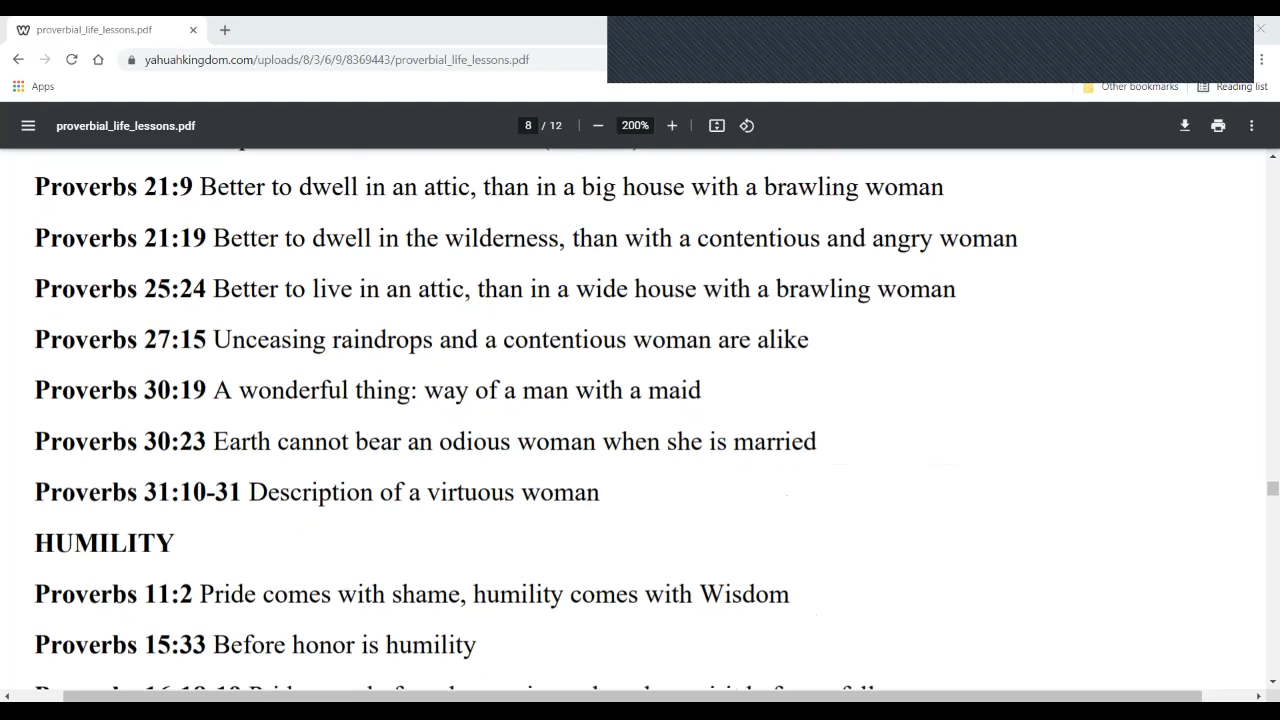 proverbial_life_lessons.pdf
yahuahkingdom.com/uploads/8/3/6/9/8369443/proverbial_life_lessons.pdf
Apps
Other bookmarks
Reading list
proverbial_life_lessons.pdf
8 / 12
200%
Proverbs 21:9 Better to dwell in an attic, than in a big house with a brawling woman
Proverbs 21:19 Better to dwell in the wilderness, than with a contentious and angry woman
Proverbs 25:24 Better to live in an attic, than in a wide house with a brawling woman
Proverbs 27:15 Unceasing raindrops and a contentious woman are alike
Proverbs 30:19 A wonderful thing: way of a man with a maid
Proverbs 30:23 Earth cannot bear an odious woman when she is married
Proverbs 31:10-31 Description of a virtuous woman
HUMILITY
Proverbs 11:2 Pride comes with shame, humility comes with Wisdom
Proverbs 15:33 Before honor is humility